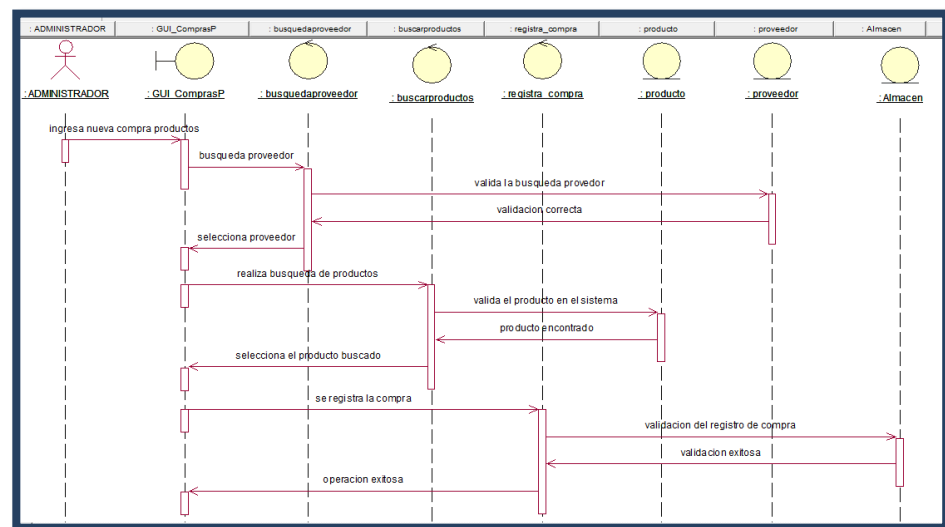 : ADMINISTRADOR
: GUI_ComprasP
: busquedaproveedor
: buscarproductos
: registra_compra
: producto
: proveedor
: Almacen
: ADMINISTRADOR
: GUI_ComprasP
: busquedaproveedor
: buscarproductos
: registra_compra
: producto
: proveedor
: Almacen
ingresa nueva compra productos
busqueda proveedor
valida la busqueda provedor
validacion correcta
selecciona proveedor
realiza busqueda de productos
valida el producto en el sistema
producto encontrado
selecciona el producto buscado
se registra la compra
validacion del registro de compra
validacion exitosa
operacion exitosa